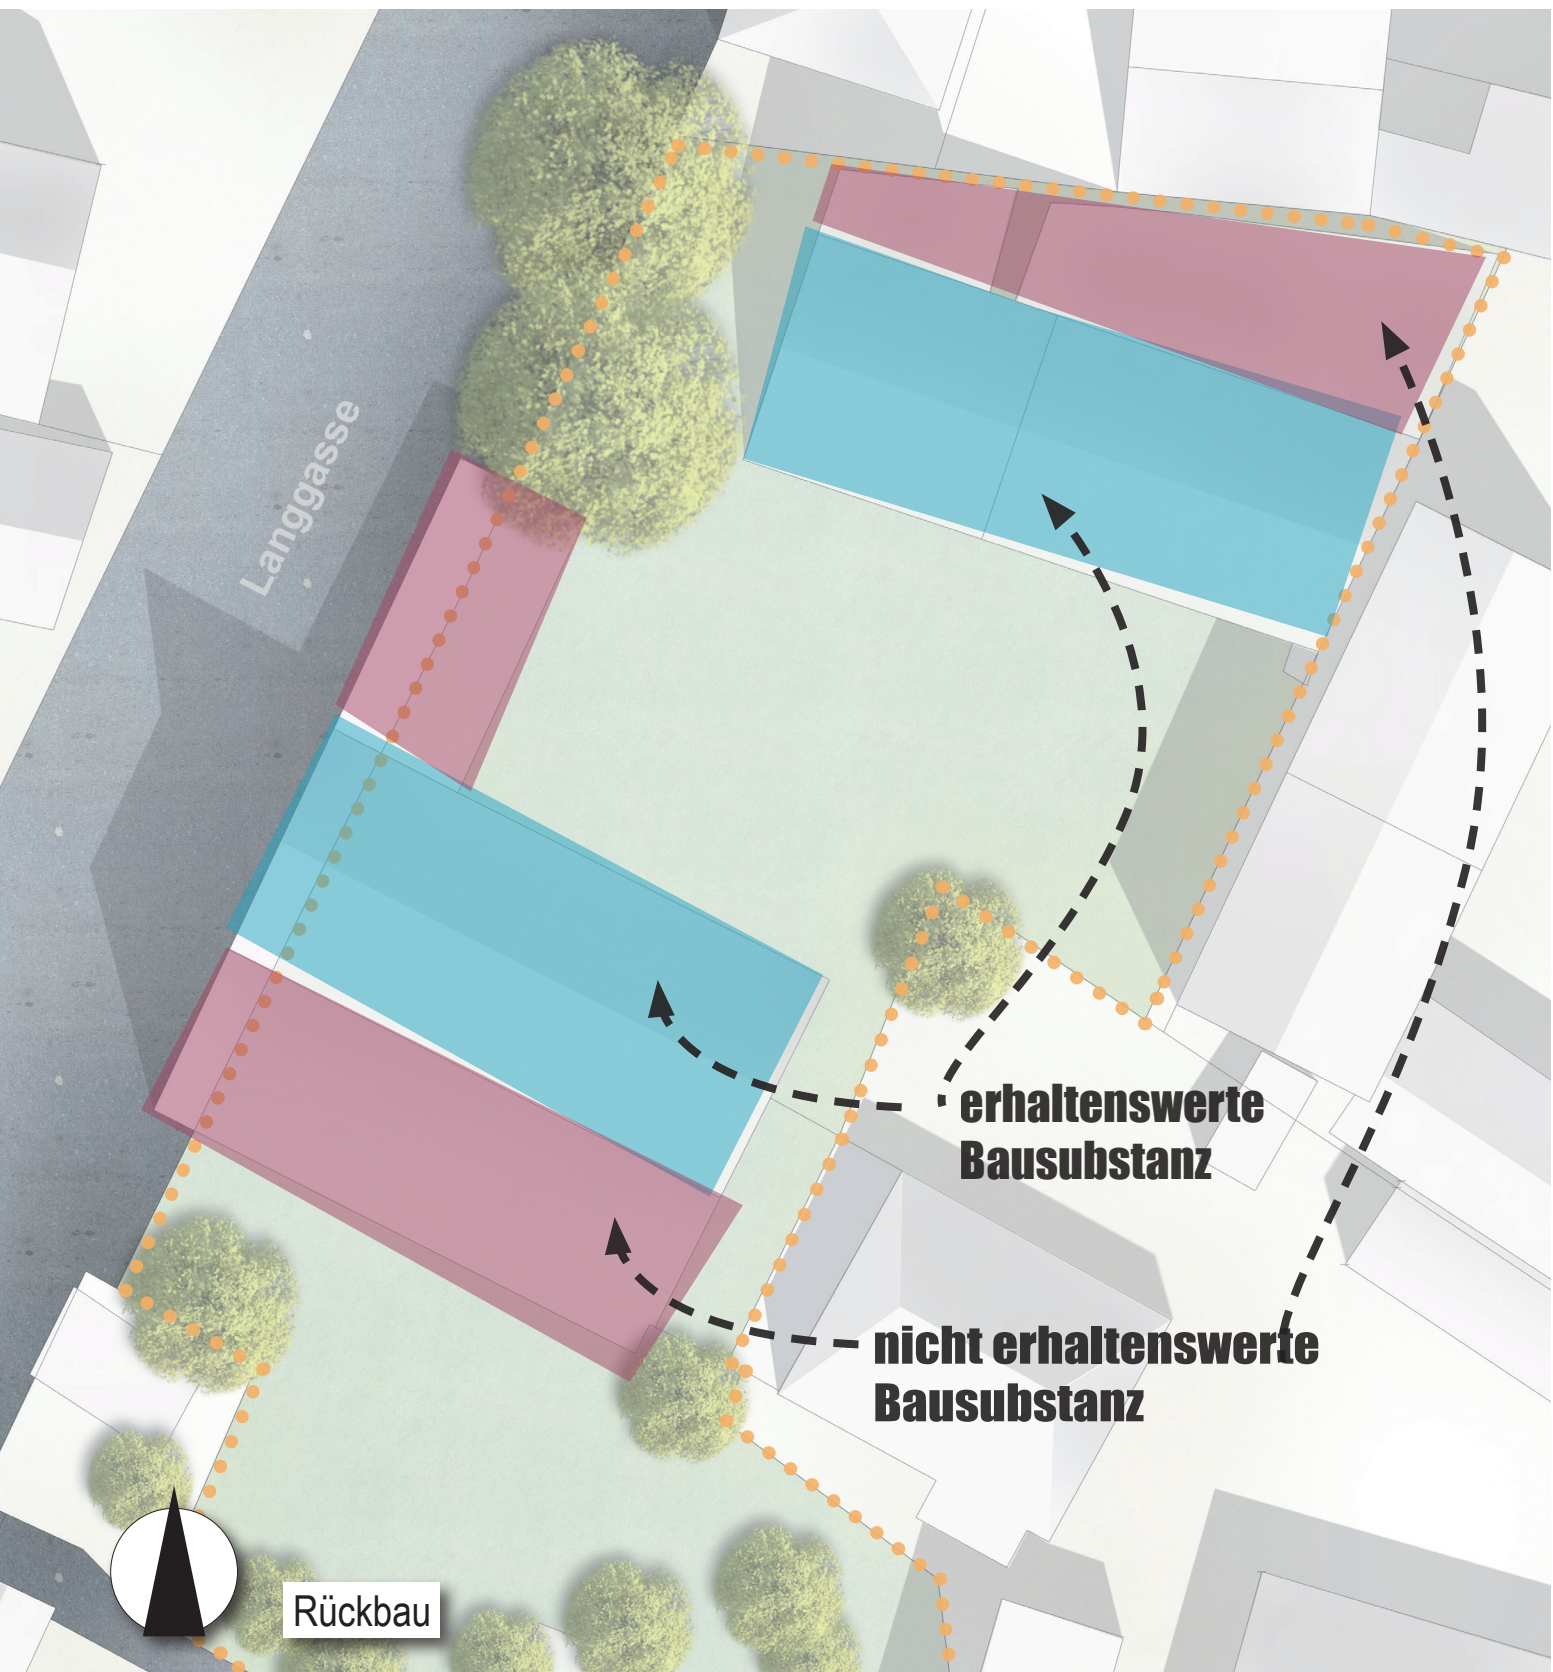 Langgasse
erhaltenswerte
Bausubstanz
nicht erhaltenswerte
Bausubstanz
Rückbau